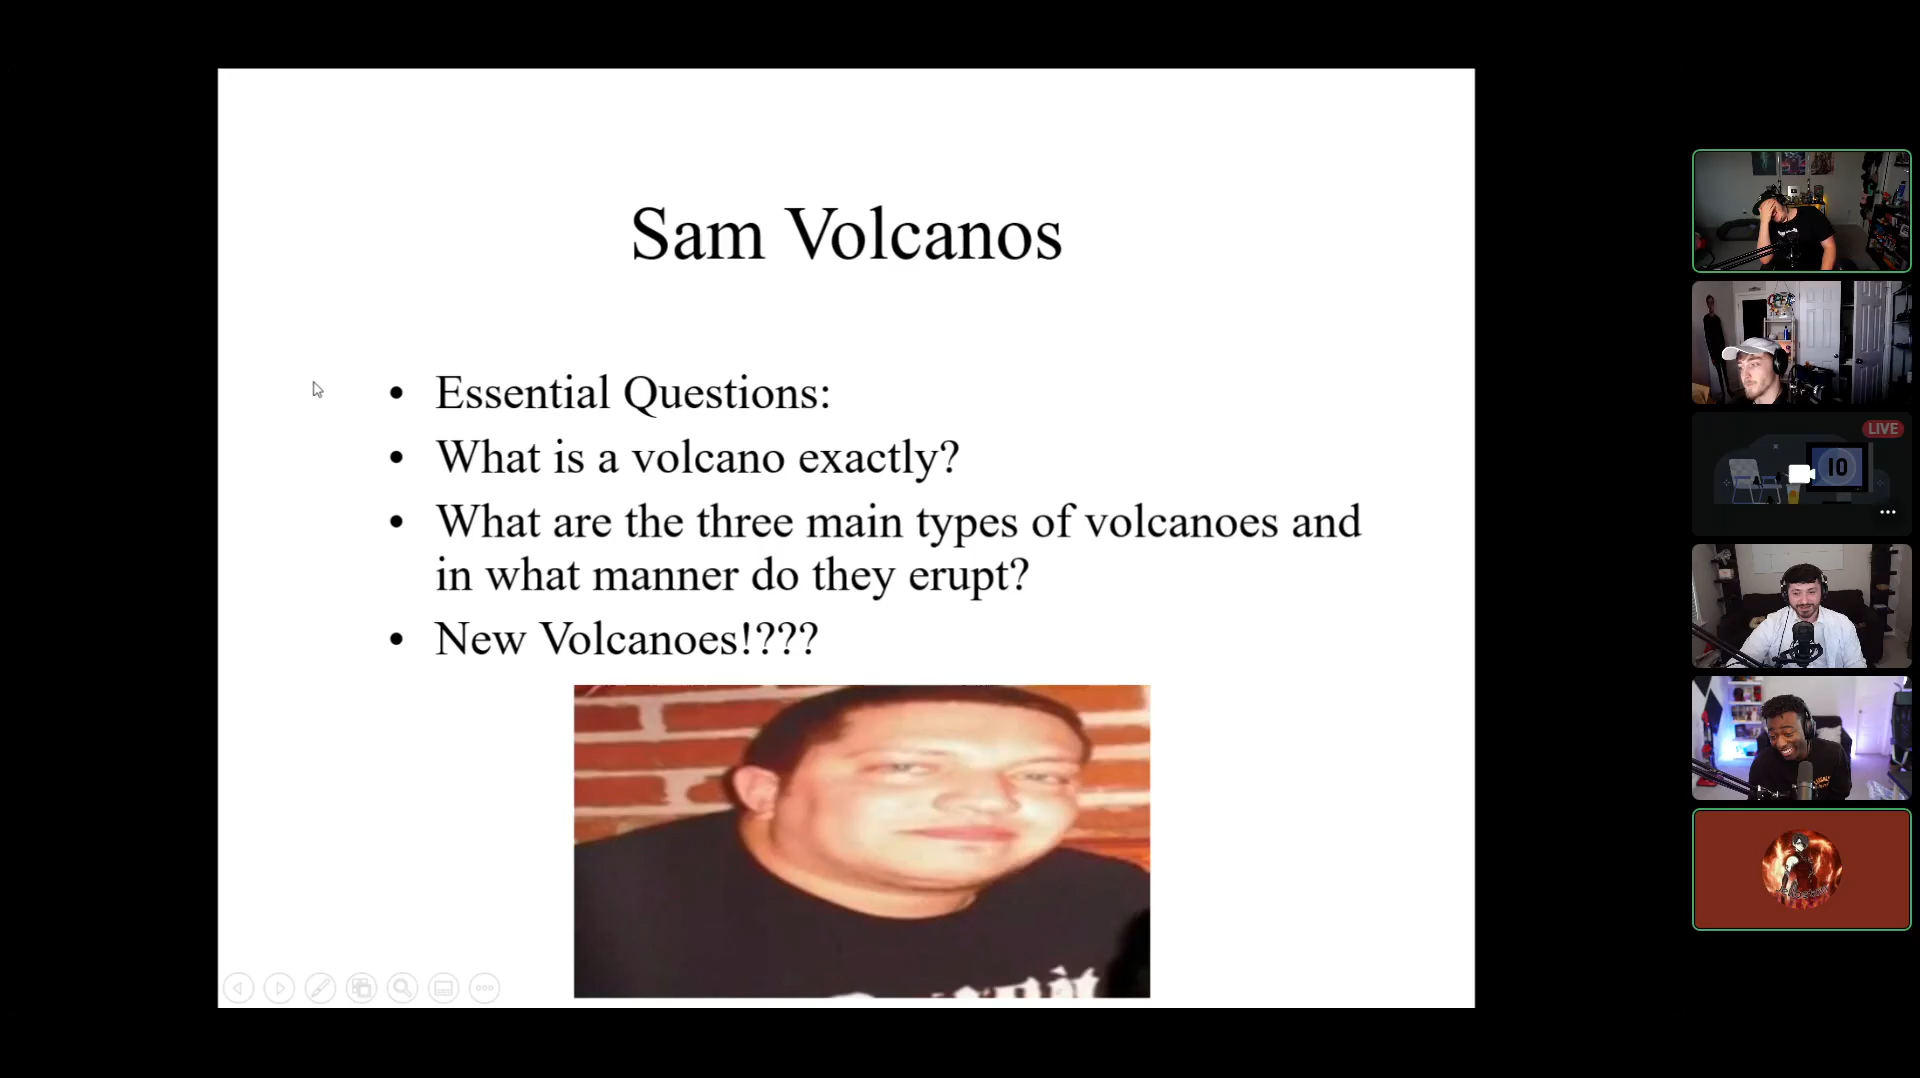 Sam Volcanos
• Essential Questions:
• What is a volcano exactly?
• What are the three main types of volcanoes and
in what manner do they erupt?
• New Volcanoes!???
LIVE
10